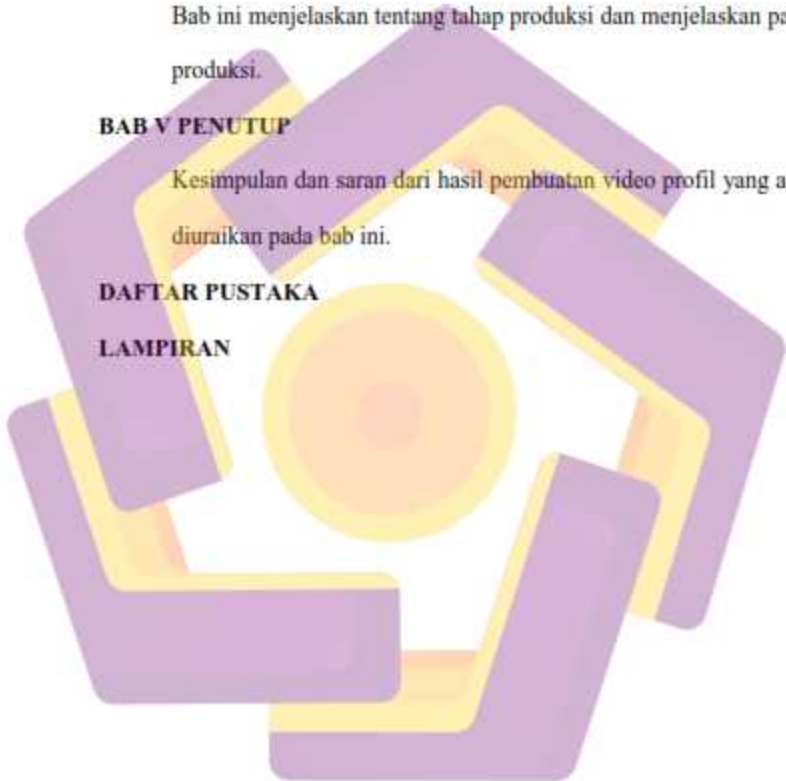 Bab ini menjelaskan tentang tahap produksi dan menjelaskan
produksi.
BAB V PENUTUP
Kesimpulan dan saran dari hasil pembuatan video profil yang
diuraikan pada bab ini.
DAFTAR PUSTAKA
LAMPIRAN